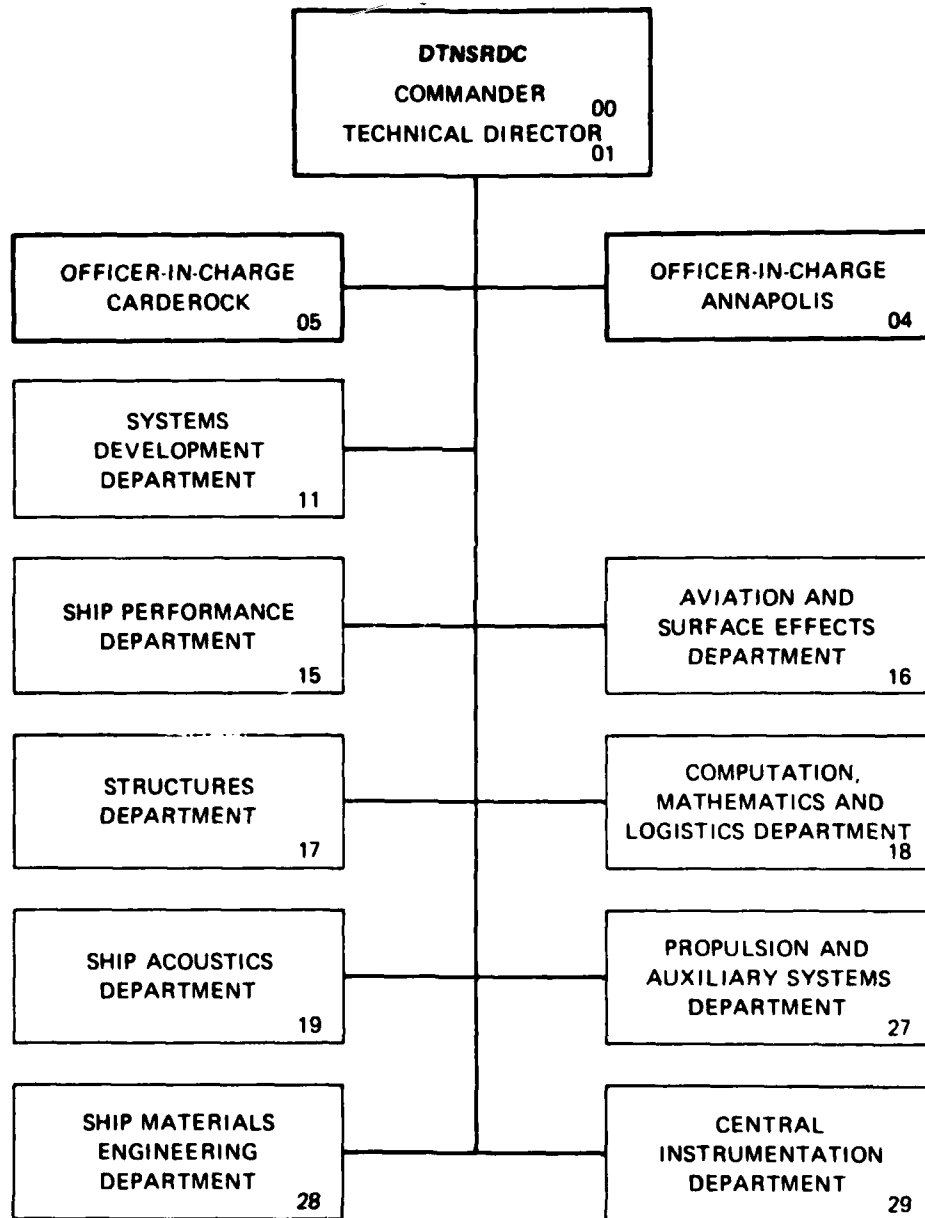 DTNSRDC
COMMANDER 00
TECHNICAL DIRECTOR 01
OFFICER-IN-CHARGE
CARDEROCK
05
OFFICER-IN-CHARGE
ANNAPOLIS
04
SYSTEMS
DEVELOPMENT
DEPARTMENT
11
SHIP PERFORMANCE
DEPARTMENT
15
AVIATION AND
SURFACE EFFECTS
DEPARTMENT
16
STRUCTURES
DEPARTMENT
17
COMPUTATION,
MATHEMATICS AND
LOGISTICS DEPARTMENT
18
SHIP ACOUSTICS
DEPARTMENT
19
PROPULSION AND
AUXILIARY SYSTEMS
DEPARTMENT
27
SHIP MATERIALS
ENGINEERING
DEPARTMENT
28
CENTRAL
INSTRUMENTATION
DEPARTMENT
29